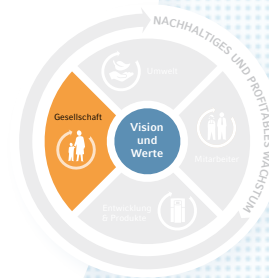 NACHHALTIGES UND PROFITABLES WACHSTUM
Umwelt
Gesellschaft
Vision
und
Werte
Mitarbeiter
Entwicklung
& Produkte